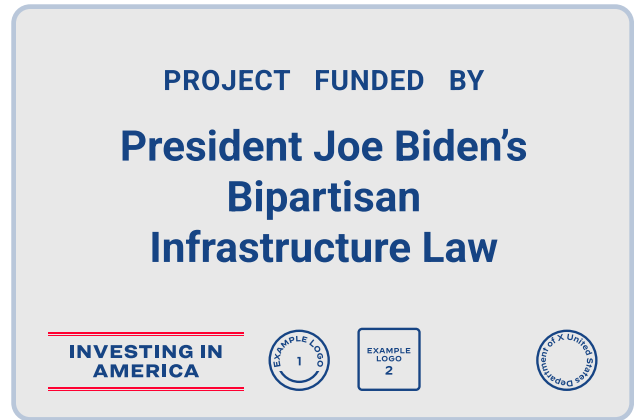 PROJECT FUNDED BY
President Joe Biden’s
Bipartisan
Infrastructure Law
INVESTING IN
AMERICA
EXAMPLE LOGO
1
EXAMPLE
LOGO
2
United States Department of X